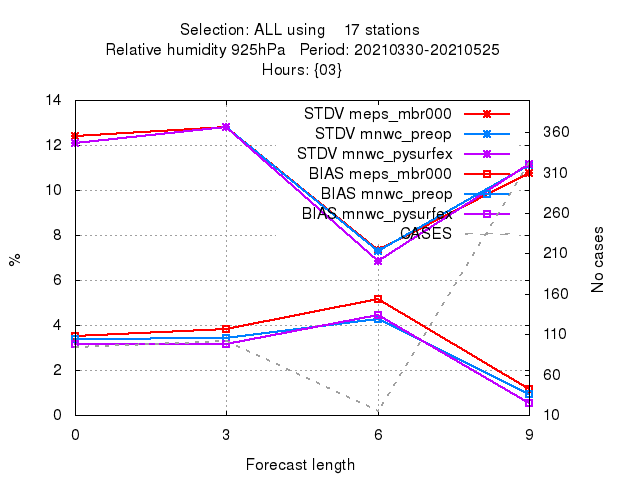 Selection: ALL using    17 stations
Relative humidity 925hPa   Period: 20210330-20210525
Hours: {03}
14
12
10
8
6
4
2
0
%
STDV meps_mbr000
STDV mnwc_preop
STDV mnwc_pysurfex
BIAS meps_mbr000
BIAS mnwc_preop
BIAS mnwc_pysurfex
CASES
360
310
260
210
160
110
60
10
No cases
0 3 6 9
Forecast length